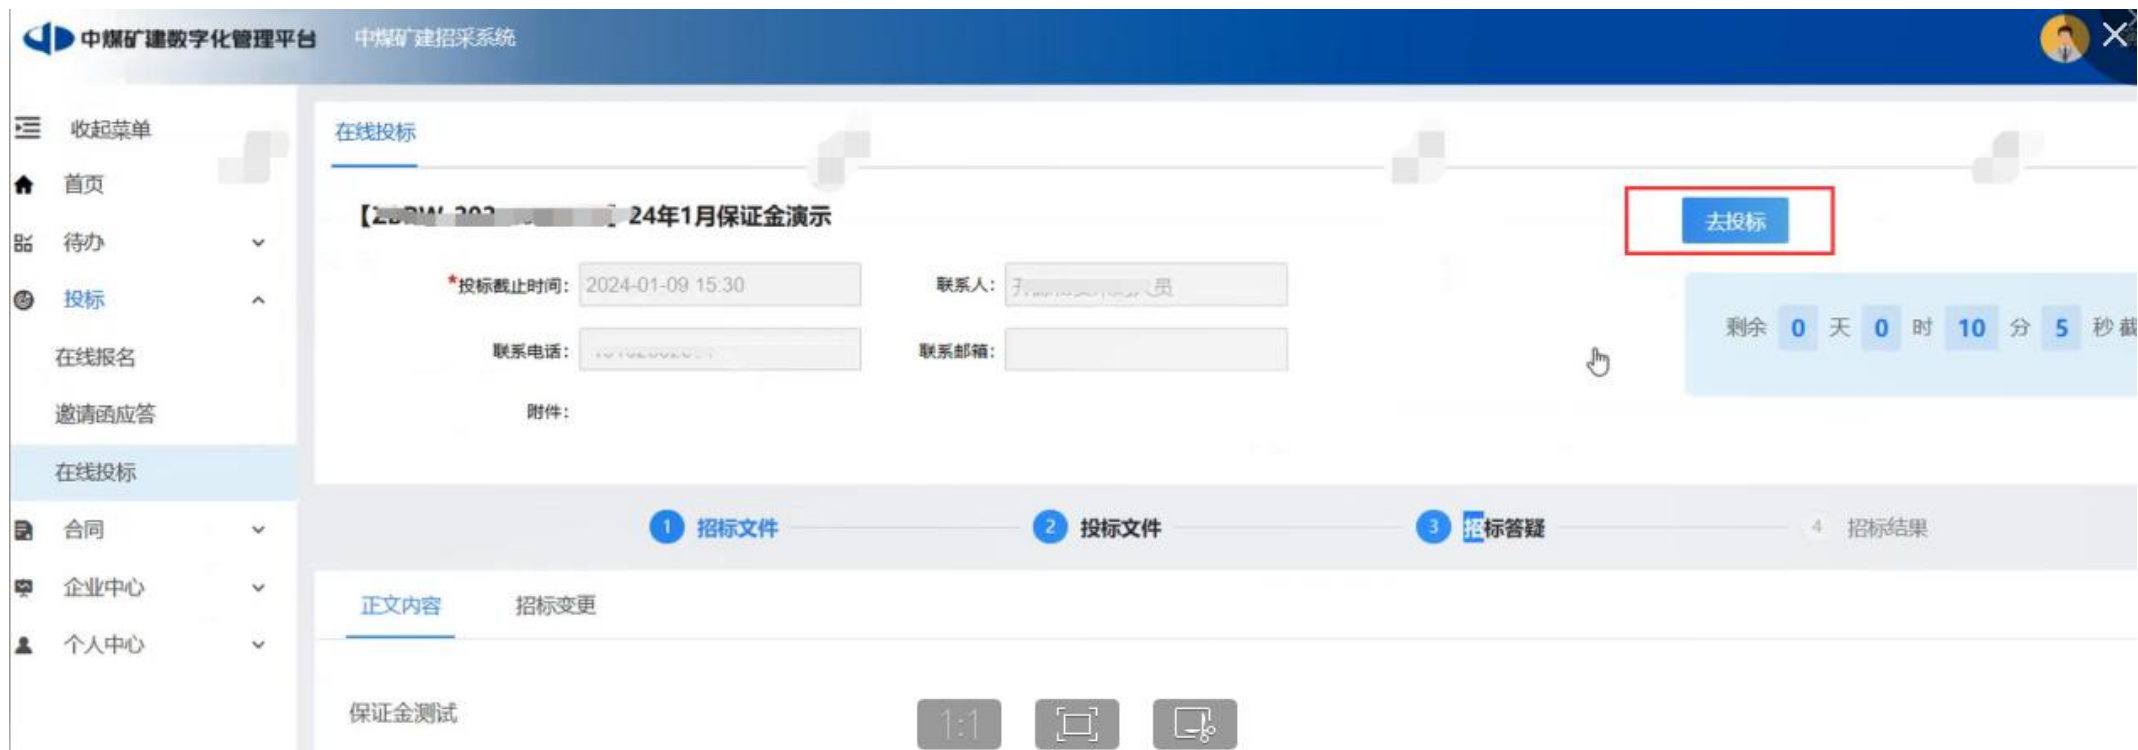 中煤矿建数字化管理平台 中煤矿建招采系统
收起菜单
首页
待办
投标
在线报名
邀请函应答
在线投标
合同
企业中心
个人中心
在线投标
24年1月保证金演示
去投标
*投标截止时间: 2024-01-09 15:30
联系人: 员
联系电话:
联系邮箱:
附件:
剩余 0 天 0 时 10 分 5 秒 截
1 招标文件
2 投标文件
3 招标答疑
4 招标结果
正文内容 招标变更
保证金测试
1:1